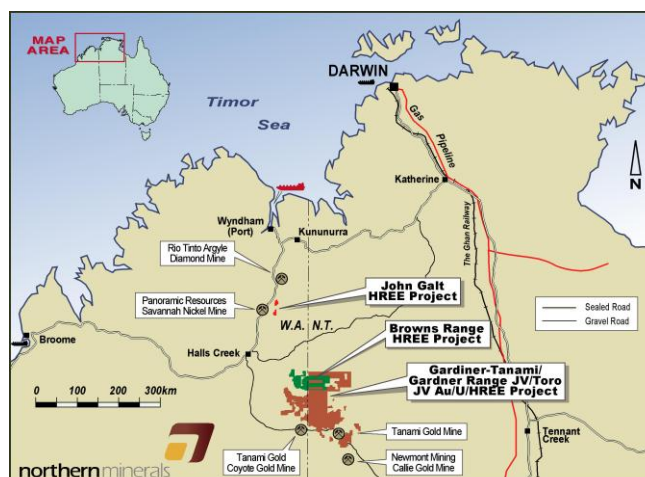 MAP
AREA
DARWIN
Timor
Sea
Gas Pipeline
Katherine
N
Wyndham
(Port)
Kununurra
The Ghan Railway
Rio Tinto Argyle
Diamond Mine
John Galt
HREE Project
Panoramic Resources
Savannah Nickel Mine
W.A. N.T.
Sealed Road
Gravel Road
Broome
Browns Range
HREE Project
Halls Creek
Gardiner-Tanami/
Gardner Range JV/Toro
JV Au/U/HREE Project
0 100 200 300km
Tanami Gold Mine
Tennant
Creek
Tanami Gold
Coyote Gold Mine
Newmont Mining
Callie Gold Mine
northernminerals